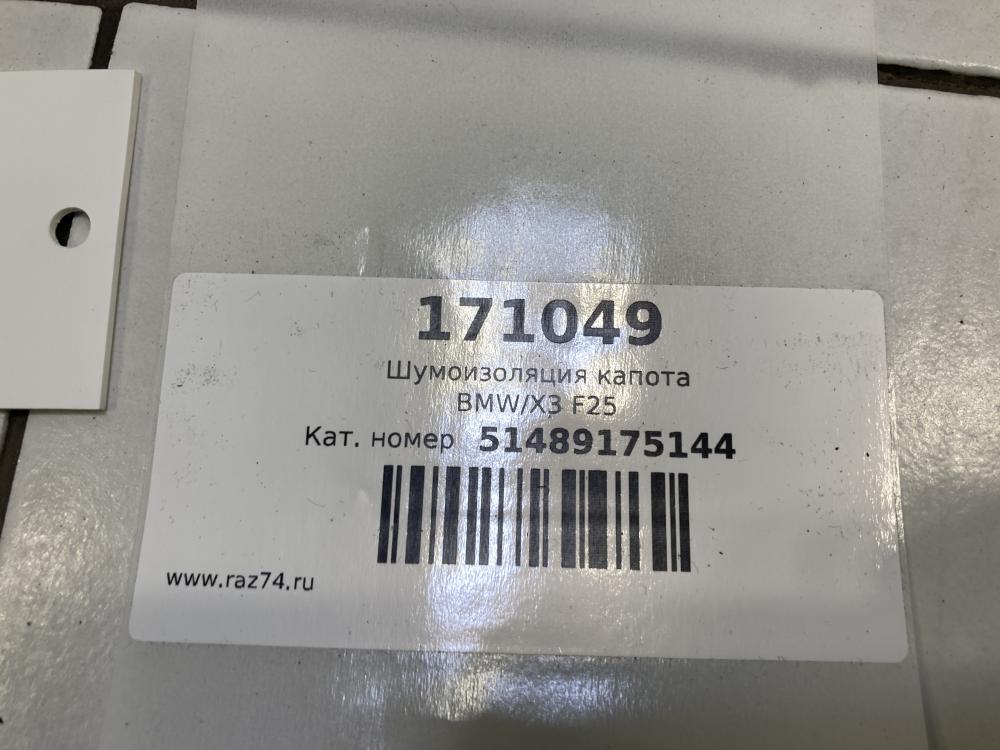 171049
Шумоизоляция капота
BMW/X3 F25
Кат. номер 51489175144
www.raz74.ru